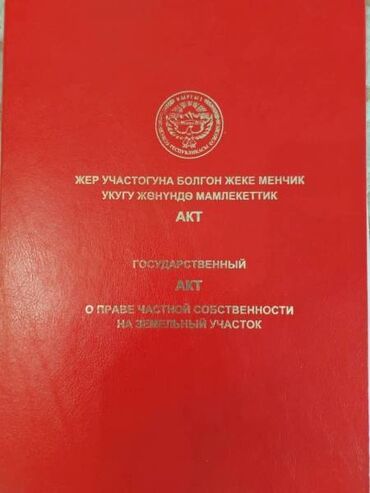 ЖЕР УЧАСТОГУНА БОЛГОН ЖЕКЕ МЕНЧИК
УКУГУ ЖӨНҮНДӨ МАМЛЕКЕТТИК
АКТ
ГОСУДАРСТВЕННЫЙ
АКТ
О ПРАВЕ ЧАСТНОЙ СОБСТВЕННОСТИ
НА ЗЕМЕЛЬНЫЙ УЧАСТОК